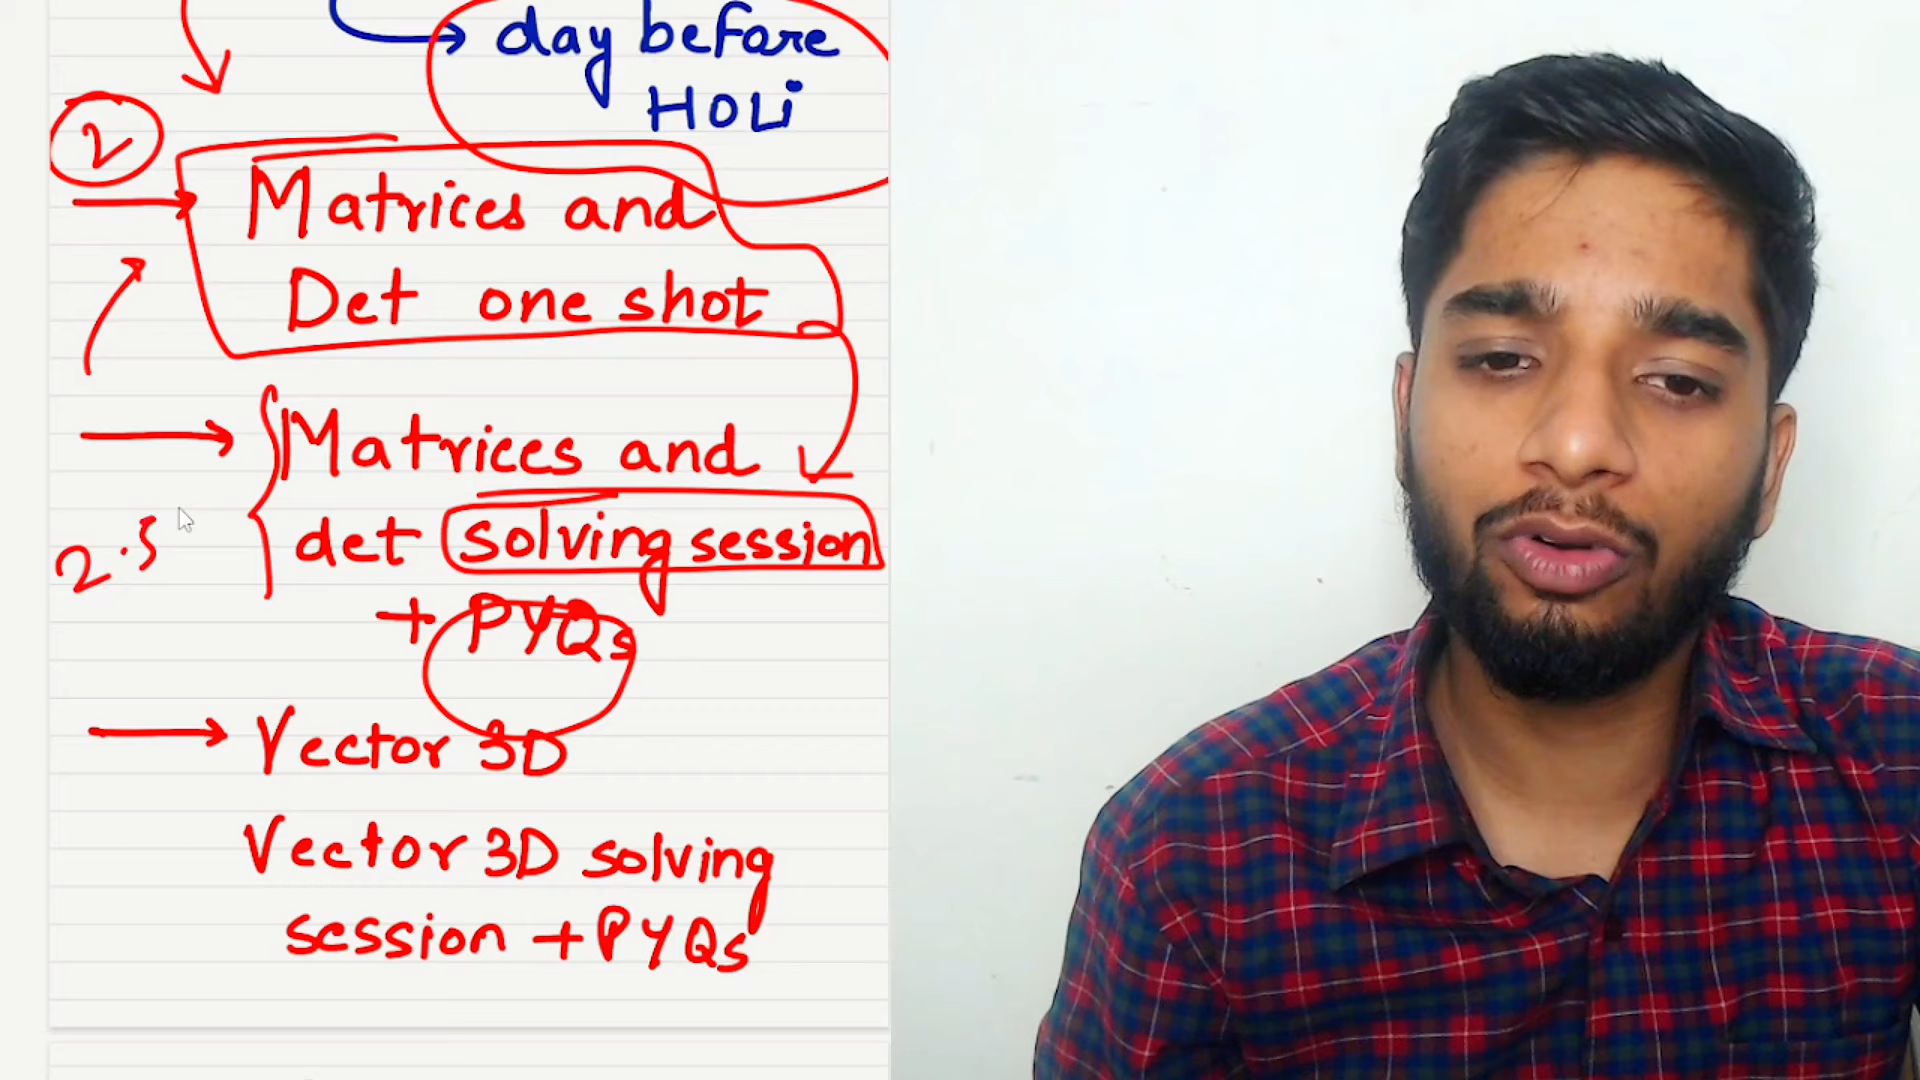 day before
HOLi
2
Matrices and
Det one shot
Matrices and
det solving session
2.5
+ PYQs
Vector 3D
Vector 3D solving
session + PYQs